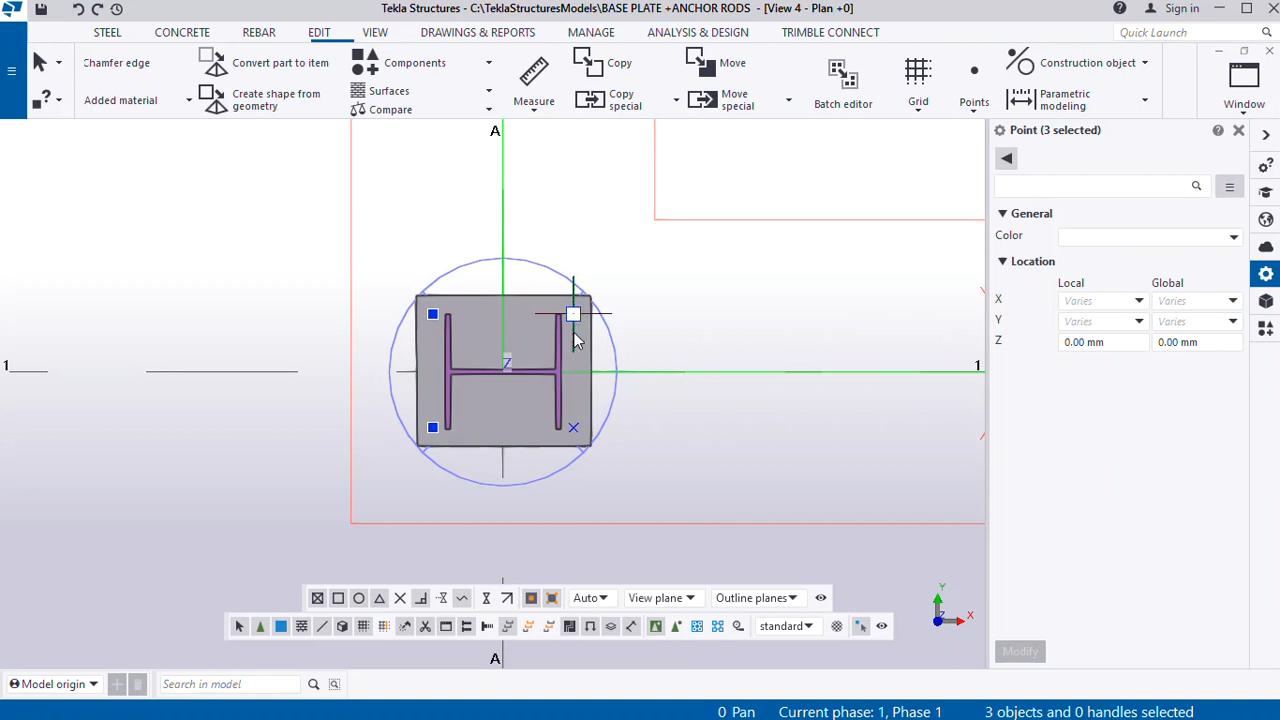 Tekla Structures - C:\TeklaStructuresModels\BASE PLATE +ANCHOR RODS - [View 4 - Plan +0]
Sign in
STEEL CONCRETE REBAR EDIT VIEW DRAWINGS & REPORTS MANAGE ANALYSIS & DESIGN TRIMBLE CONNECT Quick Launch
Chamfer edge
Added material
Convert part to item
Create shape from
geometry
Components
Surfaces
Compare
Measure
Copy
Copy
special
Move
Move
special
Batch editor
Grid
Points
Construction object
Parametric
modeling
Window
A
Point (3 selected)
General
Color
Location
Local Global
X Varies Varies
Y Varies Varies
Z 0.00 mm 0.00 mm
1 1
Z
Auto View plane Outline planes
standard
Y
X
Z
Modify
A
Model origin Search in model
0 Pan Current phase: 1, Phase 1 3 objects and 0 handles selected